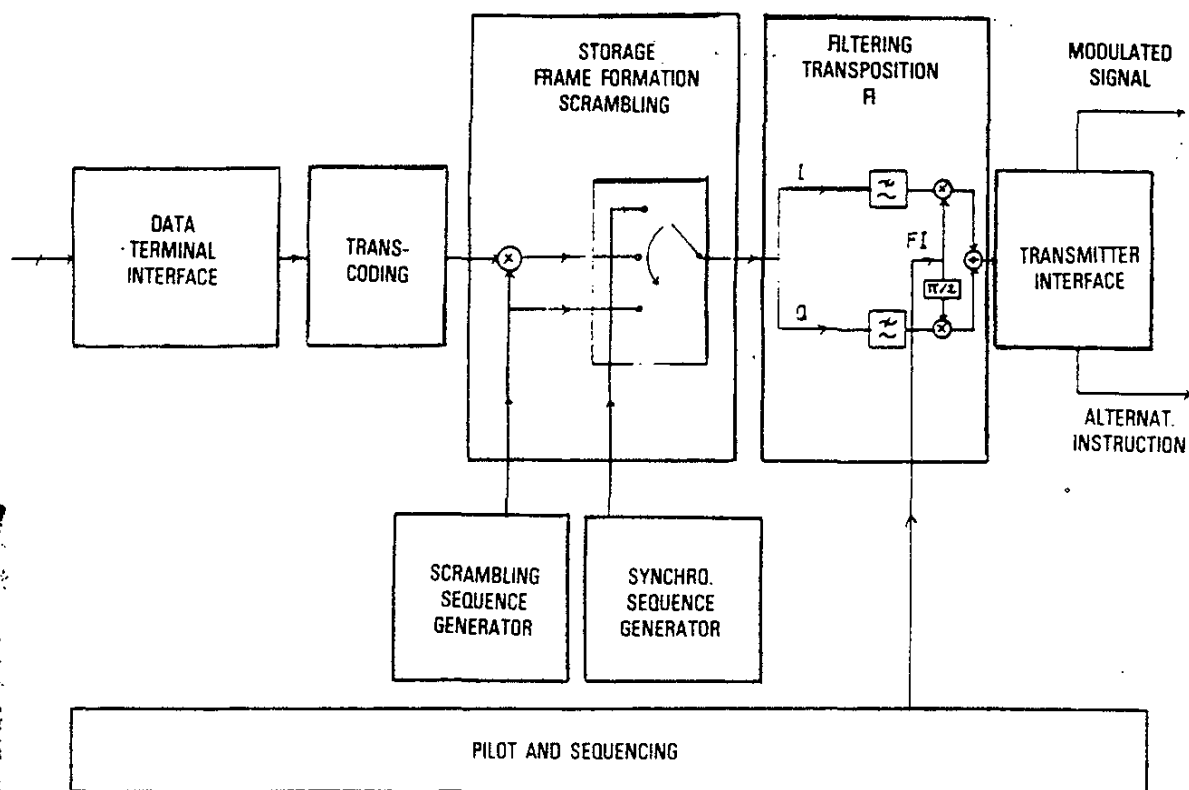 STORAGE
FRAME FORMATION
SCRAMBLING
FILTERING
TRANSPOSITION
FI
MODULATED
SIGNAL
DATA
TERMINAL
INTERFACE
TRANS-
CODING
I
FI
π/2
Q
TRANSMITTER
INTERFACE
ALTERNAT.
INSTRUCTION
SCRAMBLING
SEQUENCE
GENERATOR
SYNCHRO.
SEQUENCE
GENERATOR
PILOT AND SEQUENCING